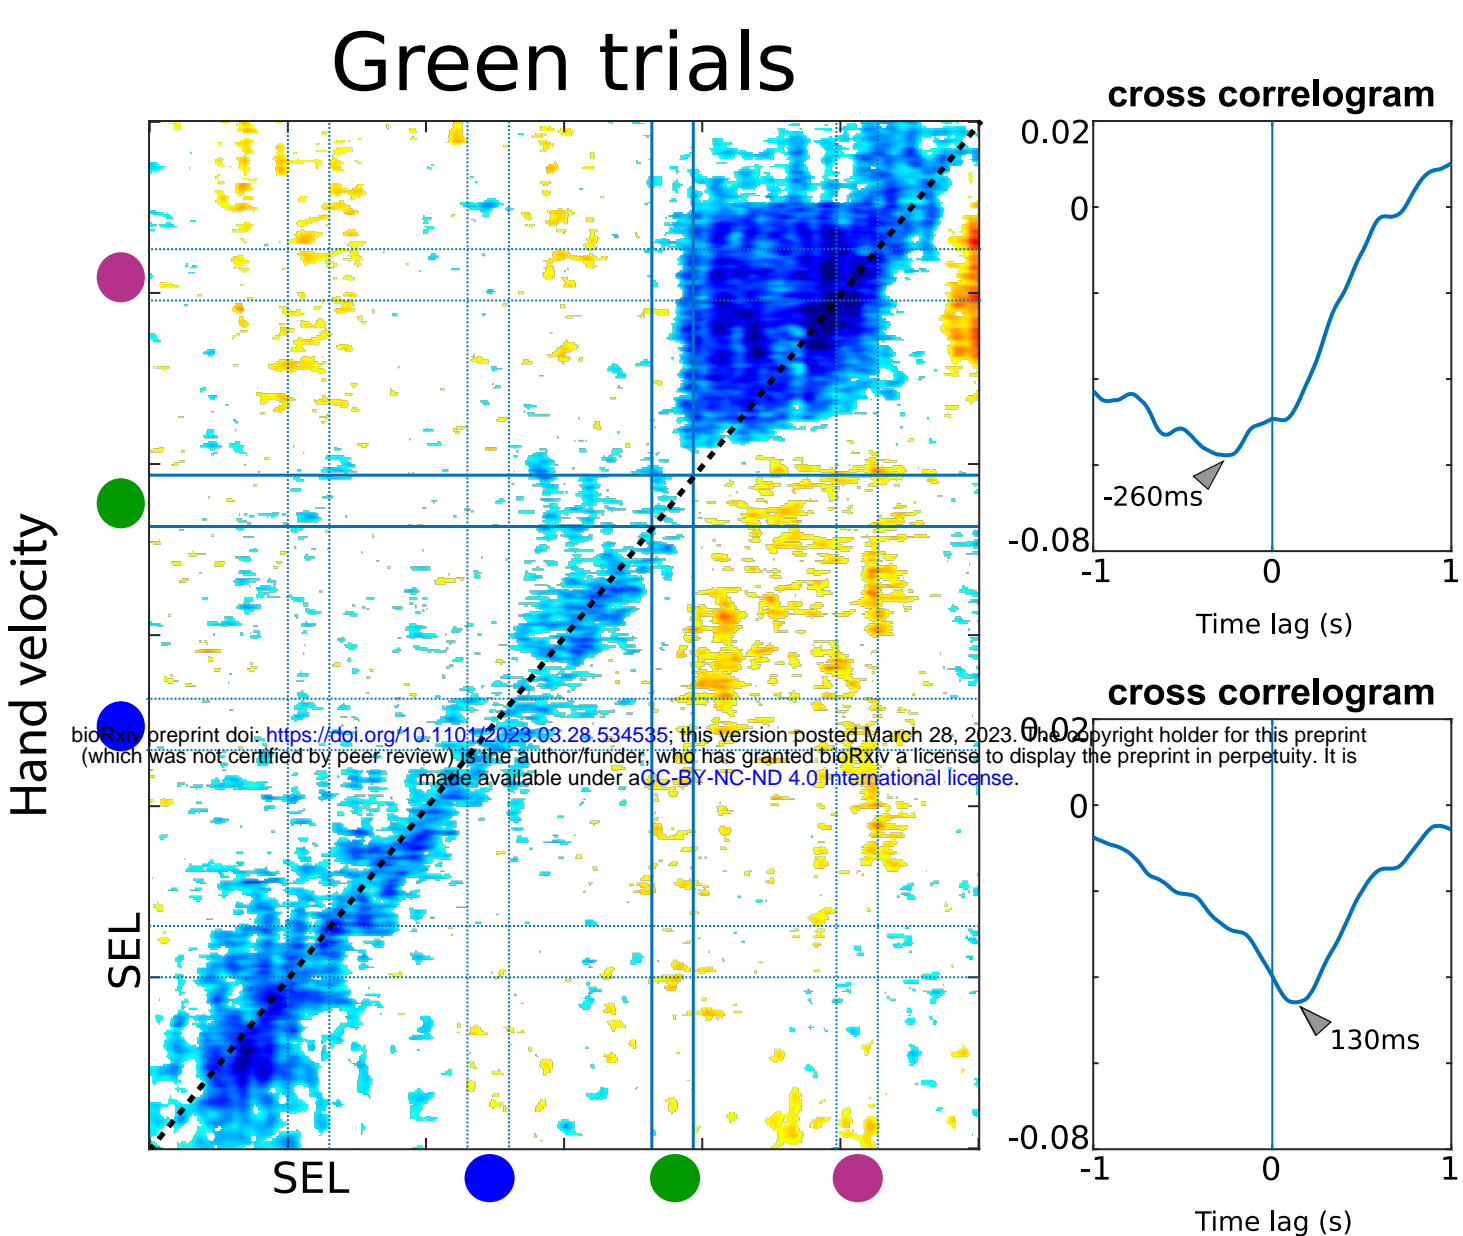 Green trials
cross correlogram
0.02
0
-0.08
-260ms
-1
0
1
Time lag (s)
cross correlogram
0.02
0
-0.08
130ms
-1
0
1
Time lag (s)
Hand velocity
SEL
SEL
bioRxiv preprint doi: https://doi.org/10.1101/2023.03.28.534535; this version posted March 28, 2023. The copyright holder for this preprint
(which was not certified by peer review) is the author/funder, who has granted bioRxiv a license to display the preprint in perpetuity. It is
made available under aCC-BY-NC-ND 4.0 International license.